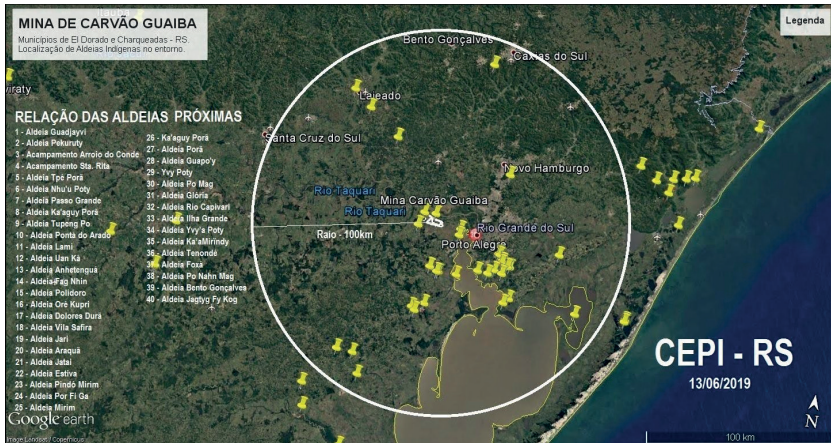 MINA DE CARVÃO GUAIBA
Municípios de El Dorado e Charqueadas - RS.
Localização de Aldeias Indígenas no entorno.
Legenda
Bento Gonçalves
Caxias do Sul
Lajeado
Santa Cruz do Sul
Novo Hamburgo
Rio Taquari
Mina Carvão Guaiba
Rio Taquari
Rio Grande do Sul
Raio - 100km
Porto Alegre
RELAÇÃO DAS ALDEIAS PRÓXIMAS
1 - Aldeia Guadjayvi
2 - Aldeia Pekuruty
3 - Acampamento Arroio do Conde
4 - Acampamento Sta. Rita
5 - Aldeia Tpé Porã
6 - Aldeia Nhu'u Poty
7 - Aldeia Passo Grande
8 - Aldeia Ka'aguy Porã
9 - Aldeia Tupeng Po
10 - Aldeia Ponta do Arado
11 - Aldeia Lami
12 - Aldeia Uan Ká
13 - Aldeia Anhetenguá
14 - Aldeia Fag Nhin
15 - Aldeia Polidoro
16 - Aldeia Orè Kupri
17 - Aldeia Dolores Durã
18 - Aldeia Vila Safira
19 - Aldeia Jari
20 - Aldeia Araquã
21 - Aldeia Jatai
22 - Aldeia Estiva
23 - Aldeia Pindó Mirim
24 - Aldeia Por Fi Ga
25 - Aldeia Mirim
26 - Ka'aguy Porã
27 - Aldeia Porã
28 - Aldeia Guapo'y
29 - Yvy Poty
30 - Aldeia Po Mag
31 - Aldeia Glória
32 - Aldeia Rio Capivari
33 - Aldeia Ilha Grande
34 - Aldeia Yvy'a Poty
35 - Aldeia Ka'aMirindy
36 - Aldeia Tenondé
37 - Aldeia Foxá
38 - Aldeia Po Nahn Mag
39 - Aldeia Bento Gonçalves
40 - Aldeia Jagtyg Fy Kog
CEPI - RS
13/06/2019
N
Google earth
Image Landsat / Copernicus
100 km